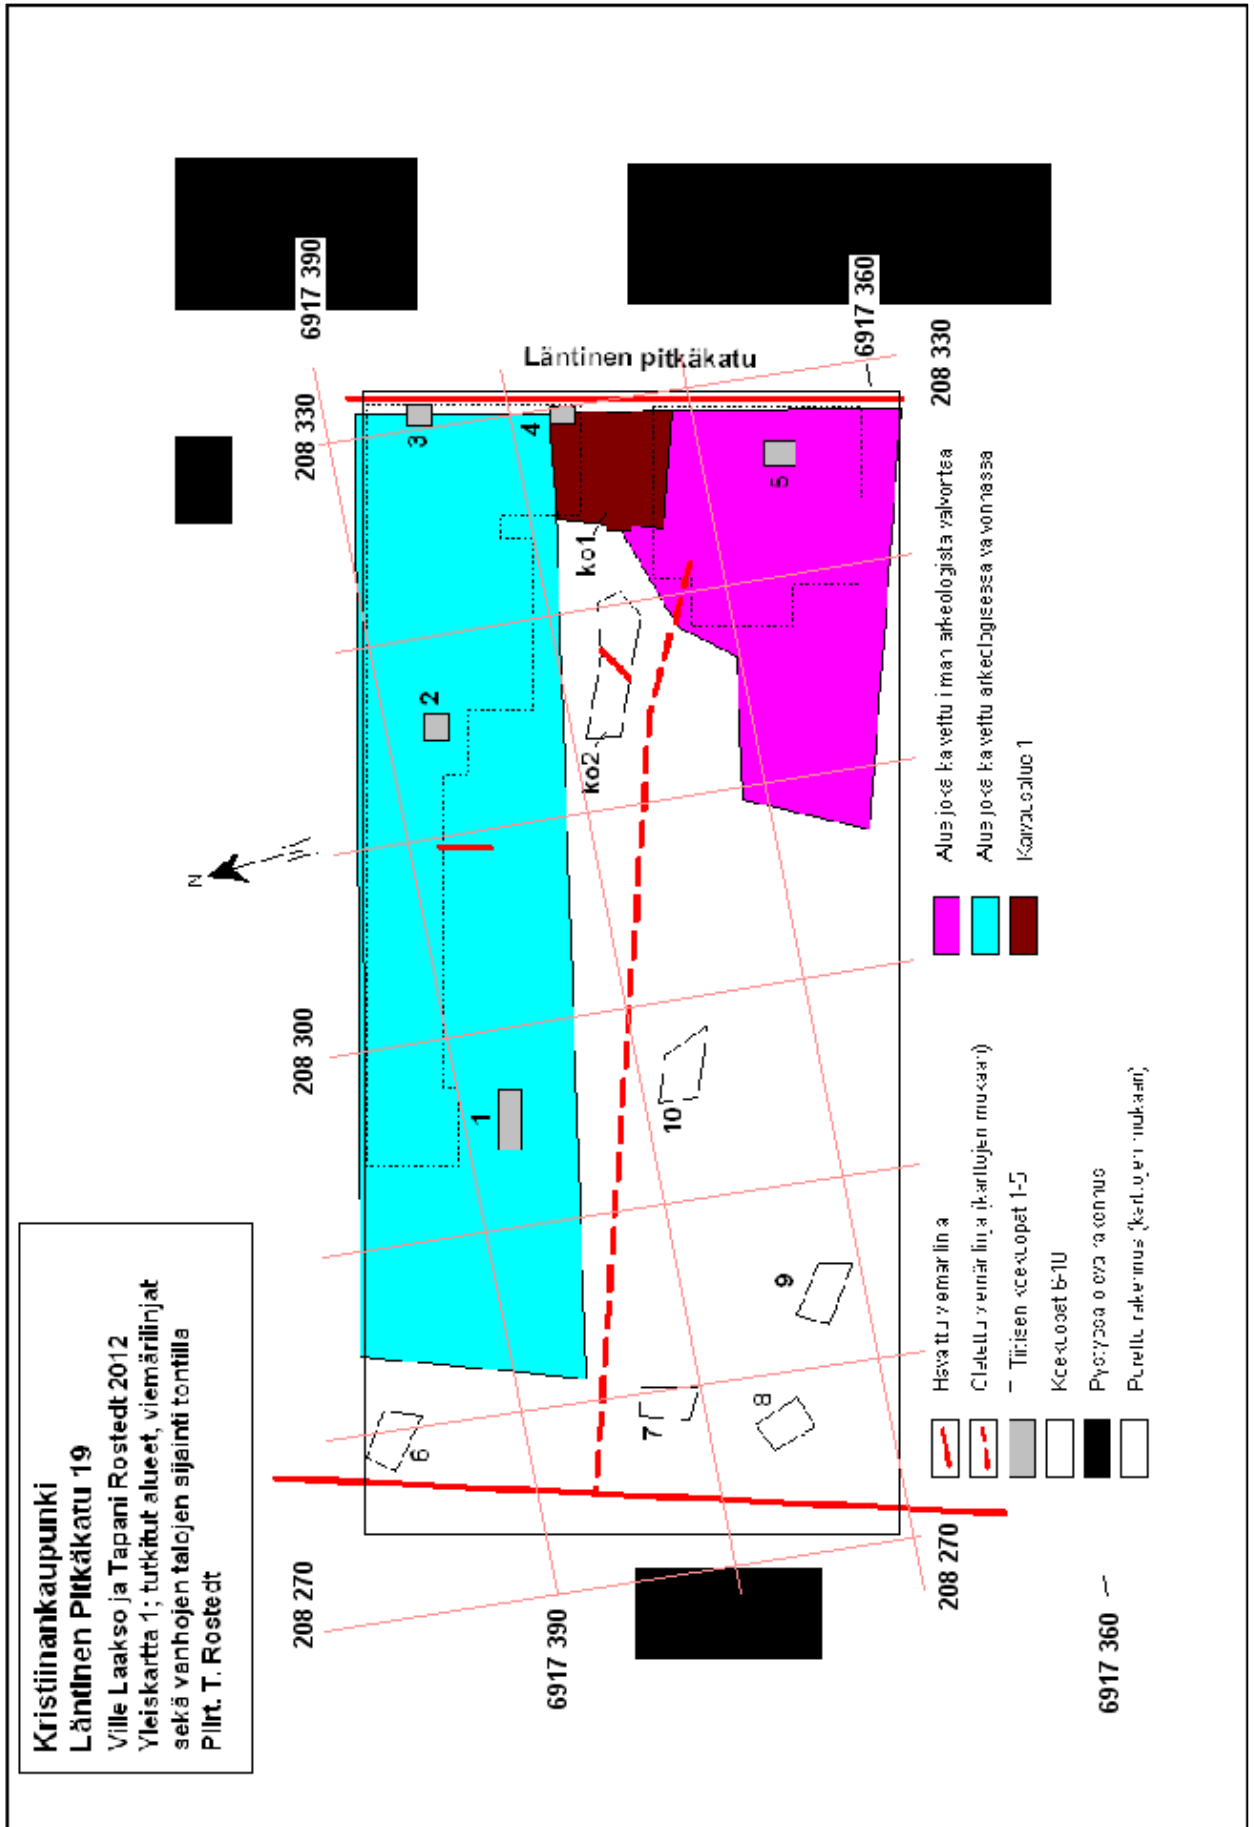 Kristiinankaupunki
Läntinen Pitkäkatu 19
Ville Laakso ja Tapani Rostedt 2012
Yleiskartta 1; tutkitut alueet, viemärilinjat
sekä vanhojen talojen sijainti tontilla
Piirt. T. Rostedt
6917 390
6917 360
Läntinen pitkäkatu
208 330
208 330
3
4
5
ko1
2
ko2
N
208 300
1
10
9
8
7
6
208 270
208 270
6917 390
6917 360
Havaittu viemärilinja
Oletettu viemärilinja (karttojen mukaan)
T. Tiitisen koekuopat 1-5
Koekuopat 6-10
Pystyssä oleva rakennus
Purettu rakennus (karttojen mukaan)
Alue joka kaivettu ilman arkeologista valvontaa
Alue joka kaivettu arkeologisessa valvonnassa
Kaivausalue 1